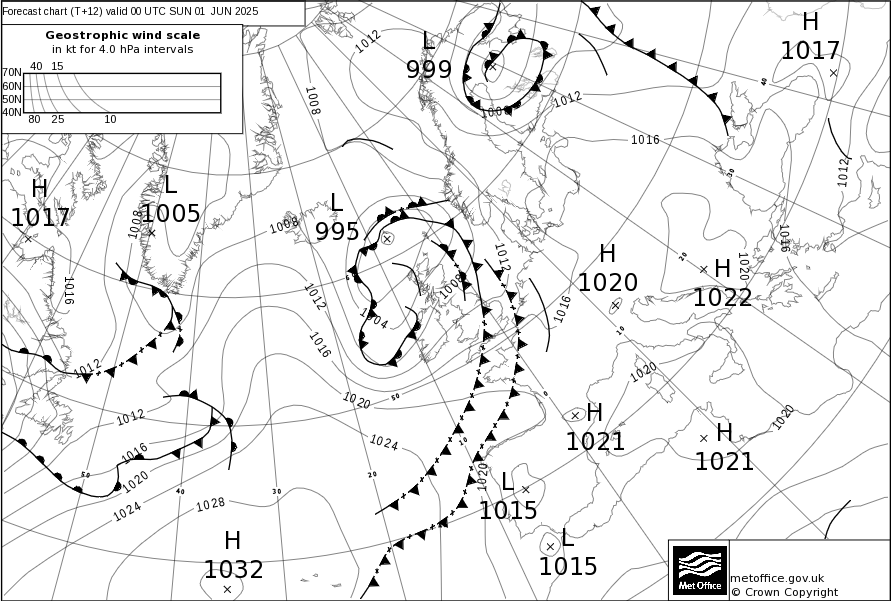 Forecast chart (T+12) valid 00 UTC SUN 01 JUN 2025
Geostrophic wind scale
in kt for 4.0 hPa intervals
40 15
70N
60N
50N
40N
80 25 10
H
1017
L
999
1012
1008
1008
1012
1016
40
30
1012
H
1017
L
1005
1008
L
995
1008
1012
1016
1020
H
1020
H
1022
20
1016
1012
1008
1004
1016
10
1016
1012
1020
1020
50
0
1012
1016
1020
1024
1024
10
1020
H
1021
H
1021
1020
50
40
30
20
1028
L
1015
L
1015
H
1032
Met Office
metoffice.gov.uk
© Crown Copyright